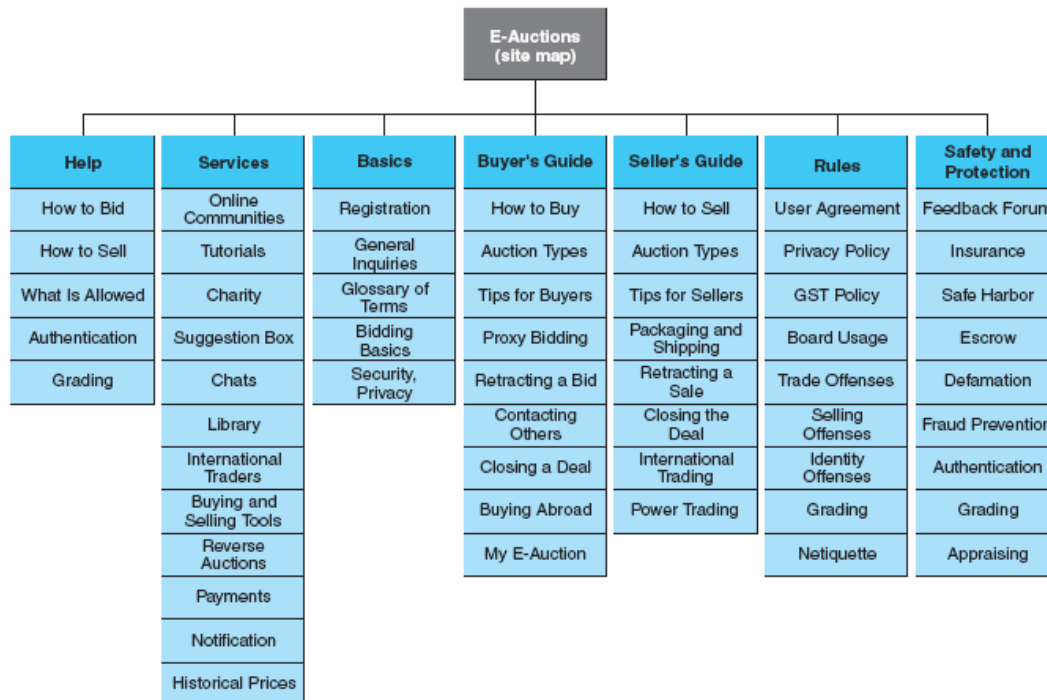 E-Auctions
(site map)
Help
How to Bid
How to Sell
What Is Allowed
Authentication
Grading
Services
Online
Communities
Tutorials
Charity
Suggestion Box
Chats
Library
International
Traders
Buying and
Selling Tools
Reverse
Auctions
Payments
Notification
Historical Prices
Basics
Registration
General
Inquiries
Glossary of
Terms
Bidding
Basics
Security,
Privacy
Buyer's Guide
How to Buy
Auction Types
Tips for Buyers
Proxy Bidding
Retracting a Bid
Contacting
Others
Closing a Deal
Buying Abroad
My E-Auction
Seller's Guide
How to Sell
Auction Types
Tips for Sellers
Packaging and
Shipping
Retracting a
Sale
Closing the
Deal
International
Trading
Power Trading
Rules
User Agreement
Privacy Policy
GST Policy
Board Usage
Trade Offenses
Selling
Offenses
Identity
Offenses
Grading
Netiquette
Safety and
Protection
Feedback Forum
Insurance
Safe Harbor
Escrow
Defamation
Fraud Prevention
Authentication
Grading
Appraising